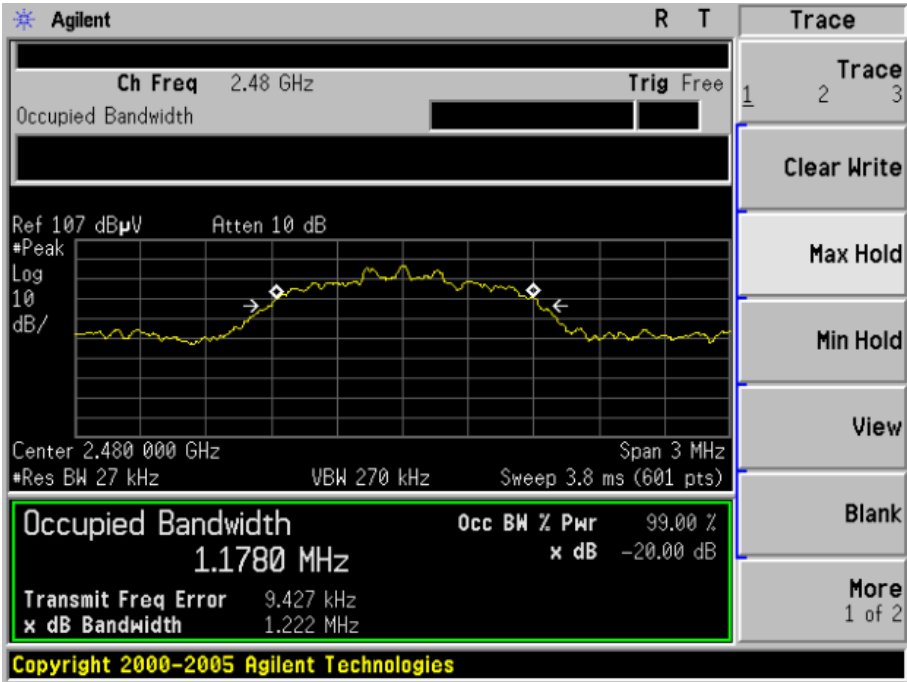 Agilent R T Trace
Ch Freq 2.48 GHz Trig Free
Occupied Bandwidth
Trace
1 2 3
Clear Write
Max Hold
Min Hold
View
Blank
More
1 of 2
Ref 107 dBµV Atten 10 dB
#Peak
Log
10
dB/
Center 2.480 000 GHz Span 3 MHz
#Res BW 27 kHz VBW 270 kHz Sweep 3.8 ms (601 pts)
Occupied Bandwidth Occ BW % Pwr 99.00 %
1.1780 MHz x dB -20.00 dB
Transmit Freq Error 9.427 kHz
x dB Bandwidth 1.222 MHz
Copyright 2000-2005 Agilent Technologies